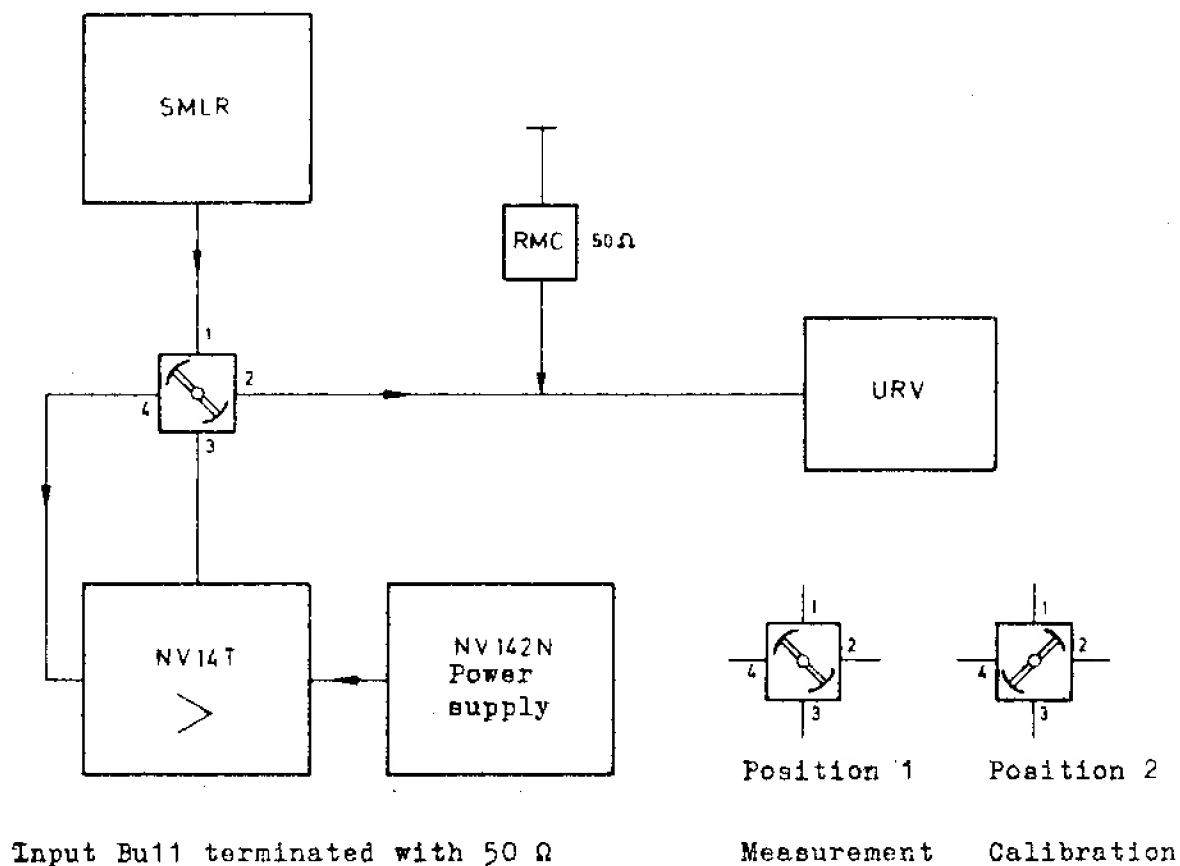 SMLR
RMC 50Ω
1
2
4
3
URV
NV14T
>
NV142N
Power
supply
1
2
4
3
1
2
4
3
Position 1
Position 2
Input Bu11 terminated with 50 Ω
Measurement
Calibration